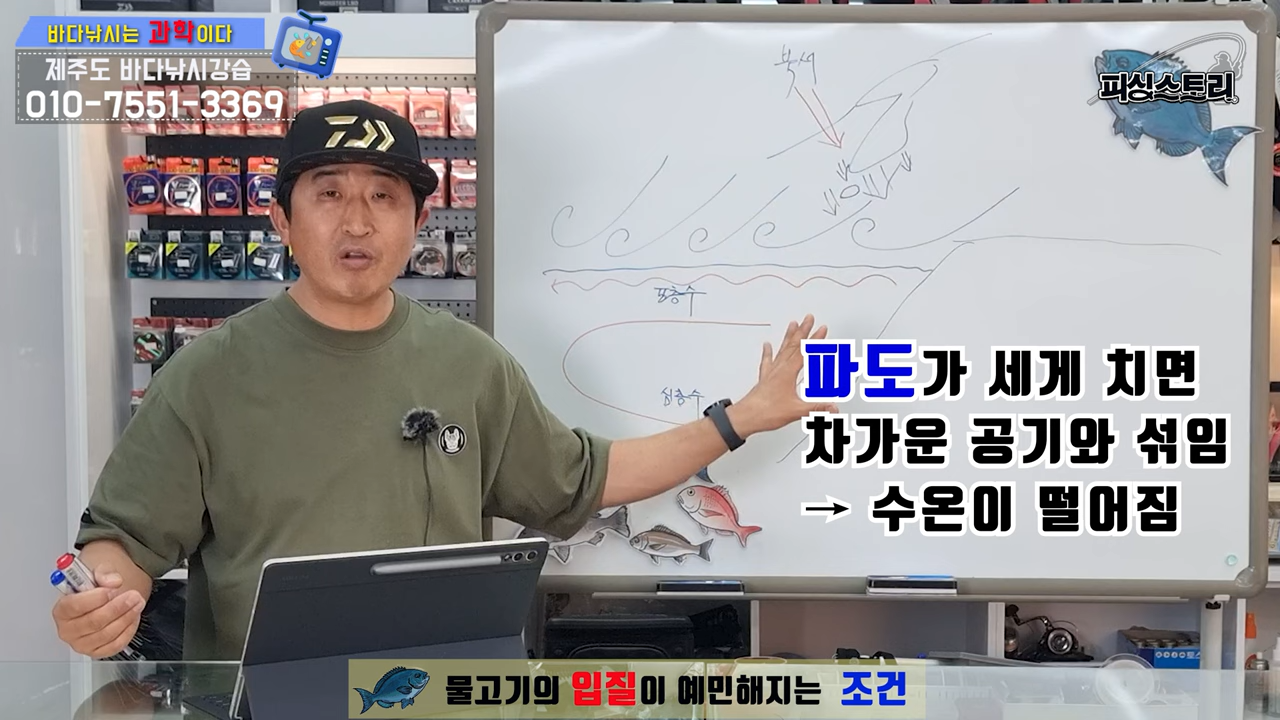 바다낚시는 과학이다
제주도 바다낚시강습
010-7551-3369
피싱스토리
북서
표층수
심층수
파도가 세게 치면
차가운 공기와 섞임
→ 수온이 떨어짐
물고기의 입질이 예민해지는 조건